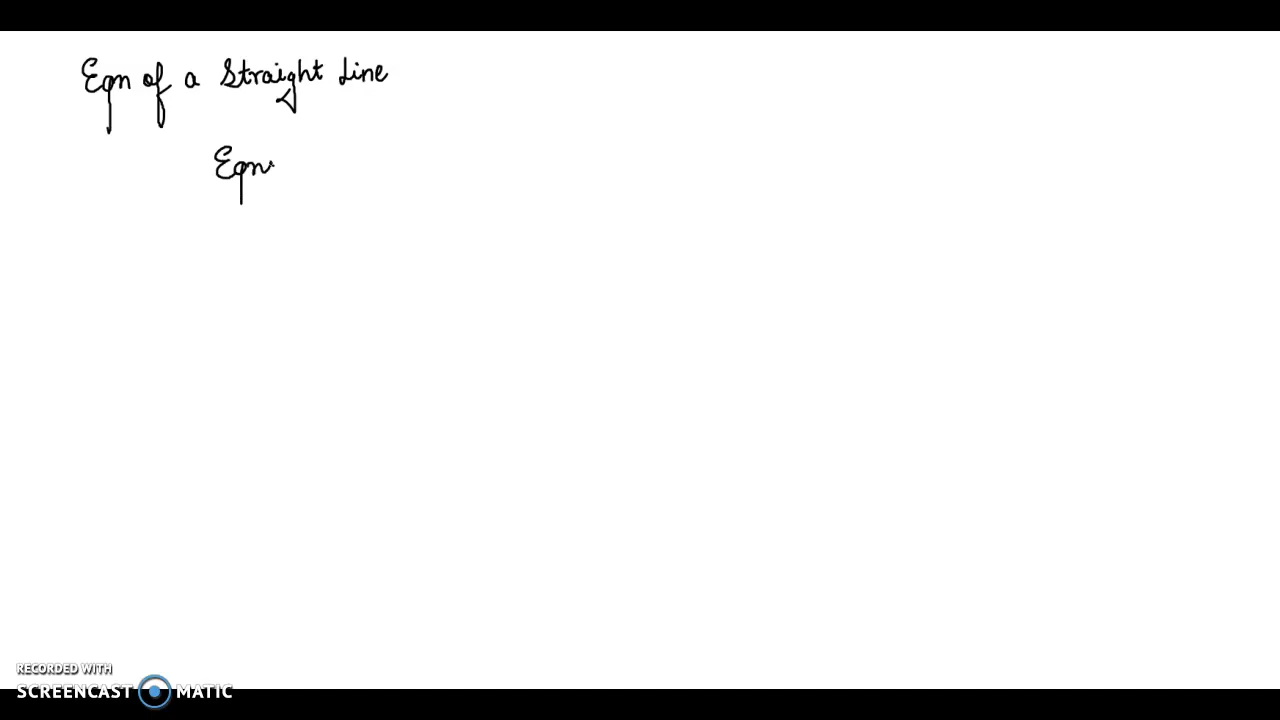 Eqn of a Straight Line
Eqn
RECORDED WITH
SCREENCAST MATIC